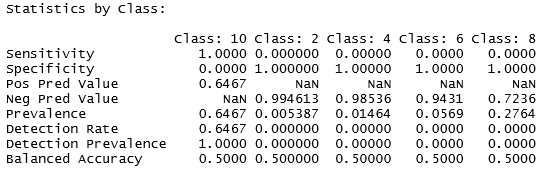 Statistics by Class:
Class: 10 Class: 2 Class: 4 Class: 6 Class: 8
Sensitivity 1.0000 0.000000 0.00000 0.0000 0.0000
Specificity 0.0000 1.000000 1.00000 1.0000 1.0000
Pos Pred Value 0.6467 NaN NaN NaN NaN
Neg Pred Value NaN 0.994613 0.98536 0.9431 0.7236
Prevalence 0.6467 0.005387 0.01464 0.0569 0.2764
Detection Rate 0.6467 0.000000 0.00000 0.0000 0.0000
Detection Prevalence 1.0000 0.000000 0.00000 0.0000 0.0000
Balanced Accuracy 0.5000 0.500000 0.50000 0.5000 0.5000